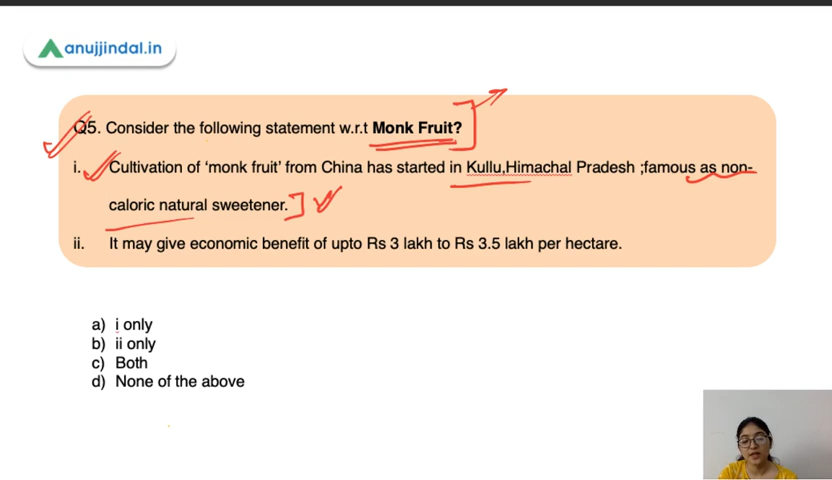 anujjindal.in
Q5. Consider the following statement w.r.t Monk Fruit?
i. Cultivation of ‘monk fruit’ from China has started in Kullu,Himachal Pradesh ;famous as non-
caloric natural sweetener.
ii. It may give economic benefit of upto Rs 3 lakh to Rs 3.5 lakh per hectare.
a) i only
b) ii only
c) Both
d) None of the above